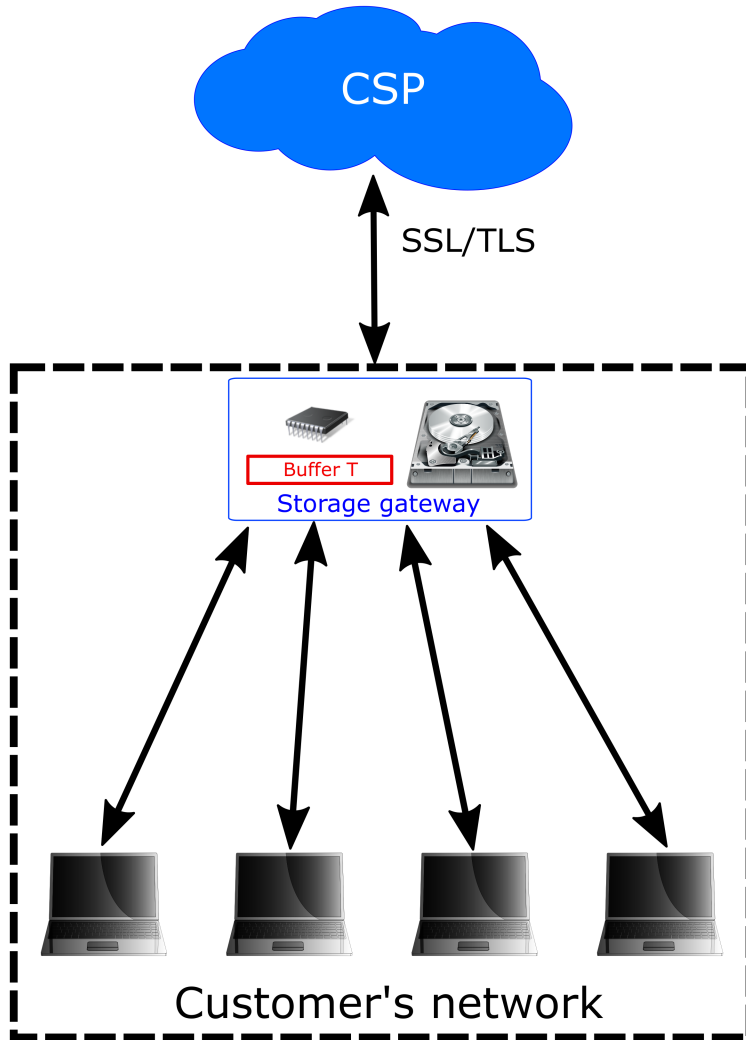 CSP
SSL/TLS
Buffer T
Storage gateway
Customer's network